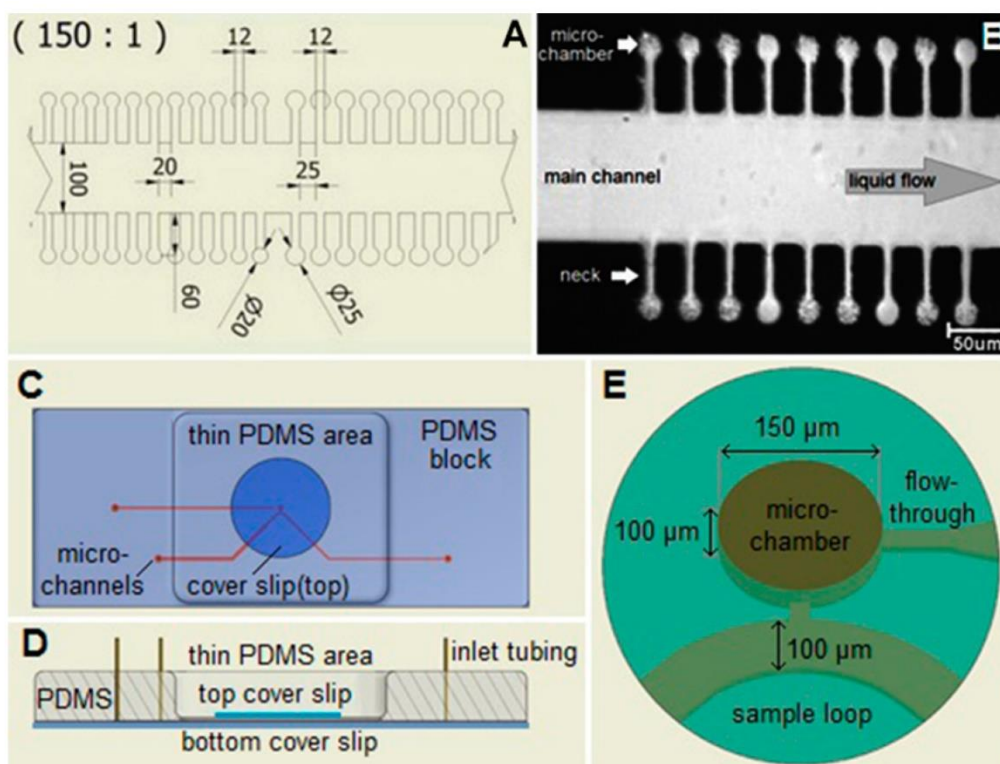 ( 150 : 1 )
12
12
A
20
25
100
60
Ø20
Ø25
micro-
chamber
main channel
liquid flow
neck
50um
C
thin PDMS area
PDMS
block
micro-
channels
cover slip(top)
D
thin PDMS area
inlet tubing
PDMS
top cover slip
bottom cover slip
E
150 µm
flow-
through
100 µm
micro-
chamber
100 µm
sample loop